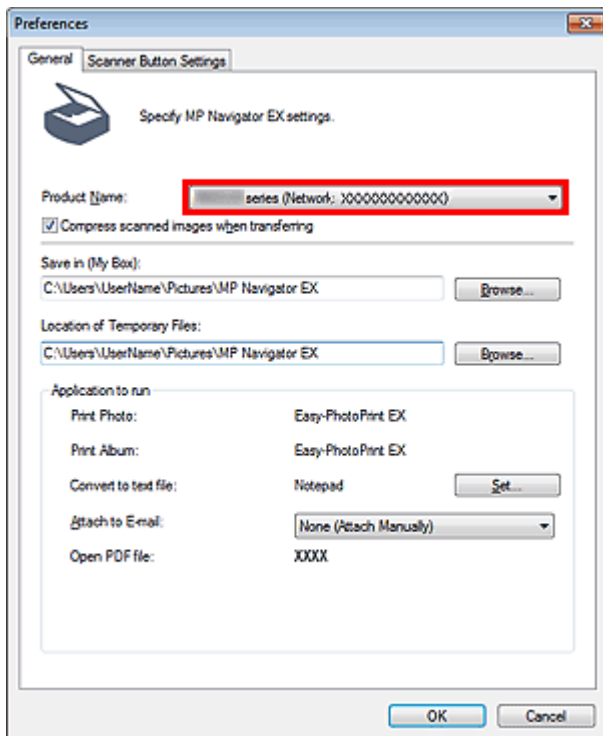 Preferences
General Scanner Button Settings
Specify MP Navigator EX settings.
Product Name: series (Network: XXXXXXXXXXXXX)
Compress scanned images when transferring
Save in (My Box):
C:\Users\UserName\Pictures\MP Navigator EX Browse...
Location of Temporary Files:
C:\Users\UserName\Pictures\MP Navigator EX Browse...
Application to run
Print Photo: Easy-PhotoPrint EX
Print Album: Easy-PhotoPrint EX
Convert to text file: Notepad Set...
Attach to E-mail: None (Attach Manually)
Open PDF file: XXXX
OK Cancel